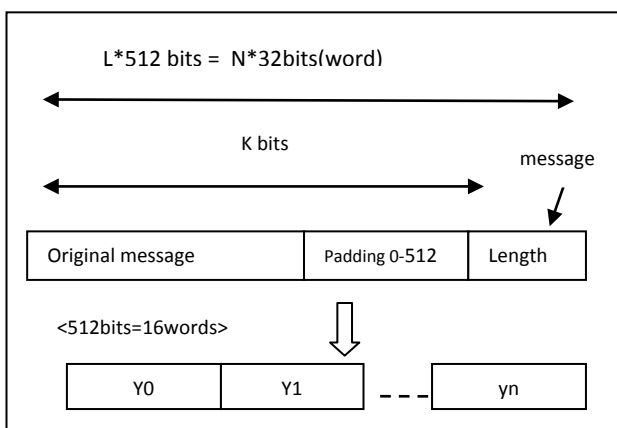 L*512 bits = N*32bits(word)
K bits
message
Original message
Padding 0-512
Length
<512bits=16words>
Y0
Y1
yn